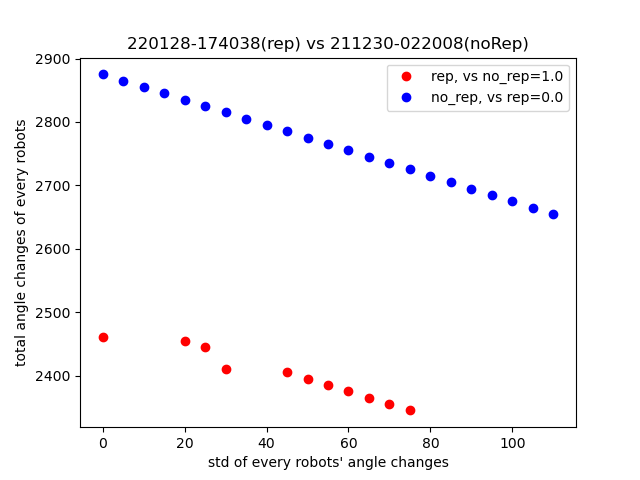 220128-174038(rep) vs 211230-022008(noRep)
rep, vs no_rep=1.0
no_rep, vs rep=0.0
total angle changes of every robots
2900
2800
2700
2600
2500
2400
0 20 40 60 80 100
std of every robots' angle changes